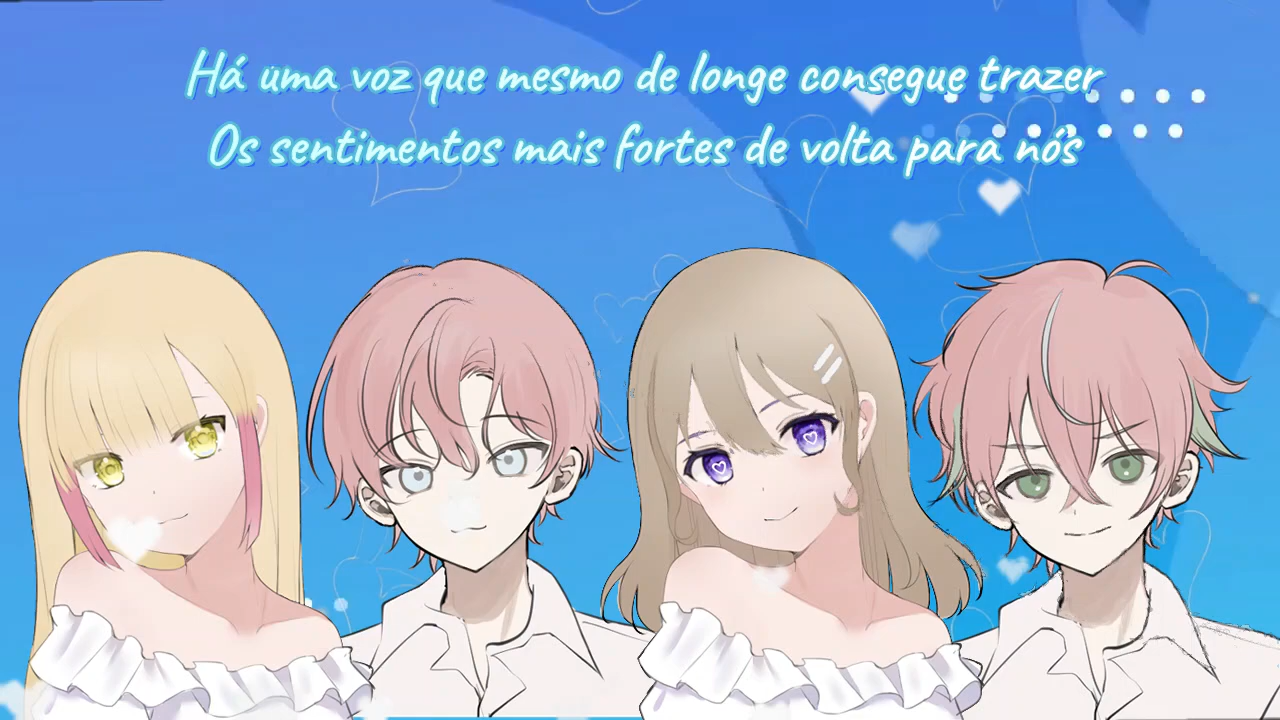 Há uma voz que mesmo de longe consegue trazer
Os sentimentos mais fortes de volta para nós